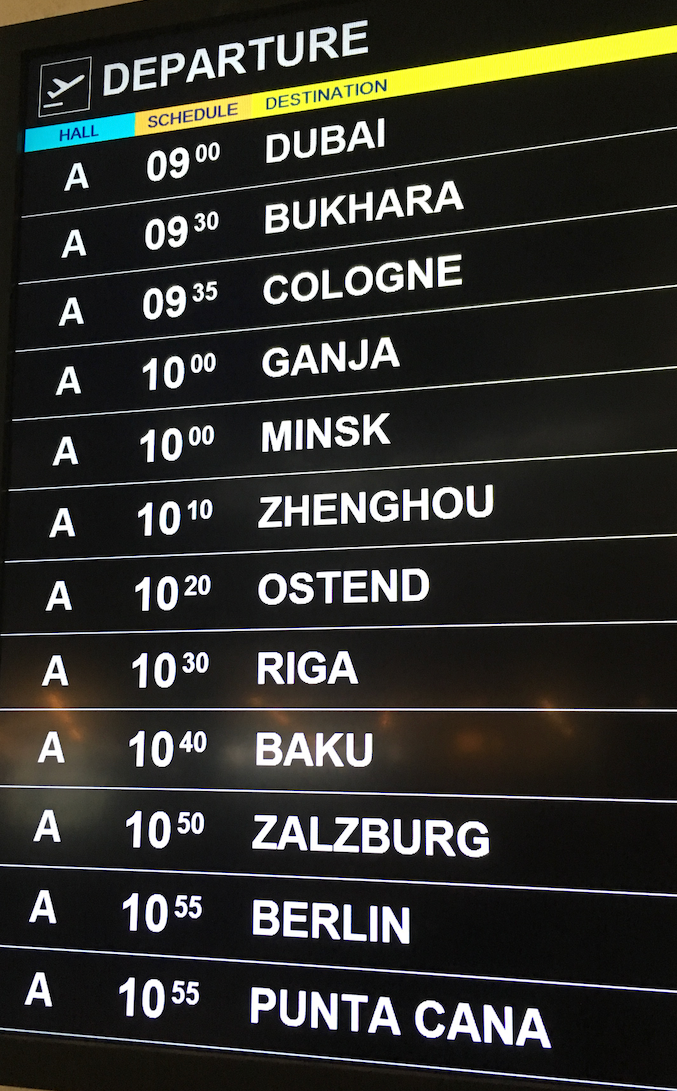 DEPARTURE
HALL SCHEDULE DESTINATION
A 09 00 DUBAI
A 09 30 BUKHARA
A 09 35 COLOGNE
A 10 00 GANJA
A 10 00 MINSK
A 10 10 ZHENGHOU
A 10 20 OSTEND
A 10 30 RIGA
A 10 40 BAKU
A 10 50 ZALZBURG
A 10 55 BERLIN
A 10 55 PUNTA CANA